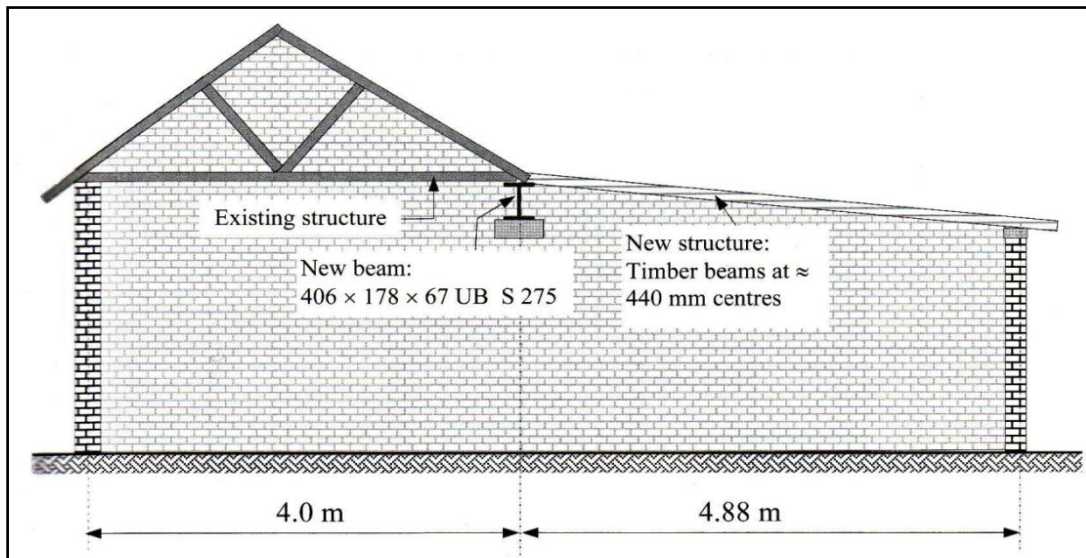 Existing structure
New beam:
406 × 178 × 67 UB S 275
New structure:
Timber beams at ≈
440 mm centres
4.0 m
4.88 m